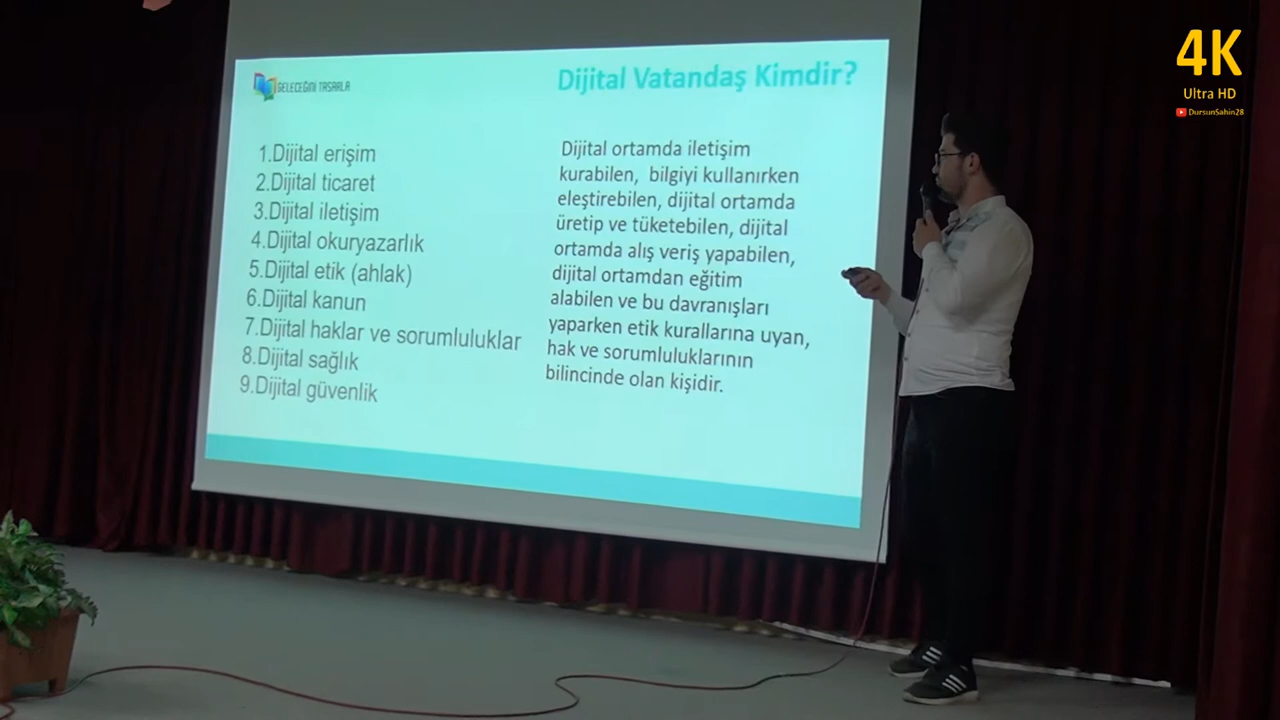 GELECEĞİNİ TASARLA
Dijital Vatandaş Kimdir?
1.Dijital erişim
2.Dijital ticaret
3.Dijital iletişim
4.Dijital okuryazarlık
5.Dijital etik (ahlak)
6.Dijital kanun
7.Dijital haklar ve sorumluluklar
8.Dijital sağlık
9.Dijital güvenlik
Dijital ortamda iletişim
kurabilen, bilgiyi kullanırken
eleştirebilen, dijital ortamda
üretip ve tüketebilen, dijital
ortamda alış veriş yapabilen,
dijital ortamdan eğitim
alabilen ve bu davranışları
yaparken etik kurallarına uyan,
hak ve sorumluluklarının
bilincinde olan kişidir.
4K
Ultra HD
DursunSahin28